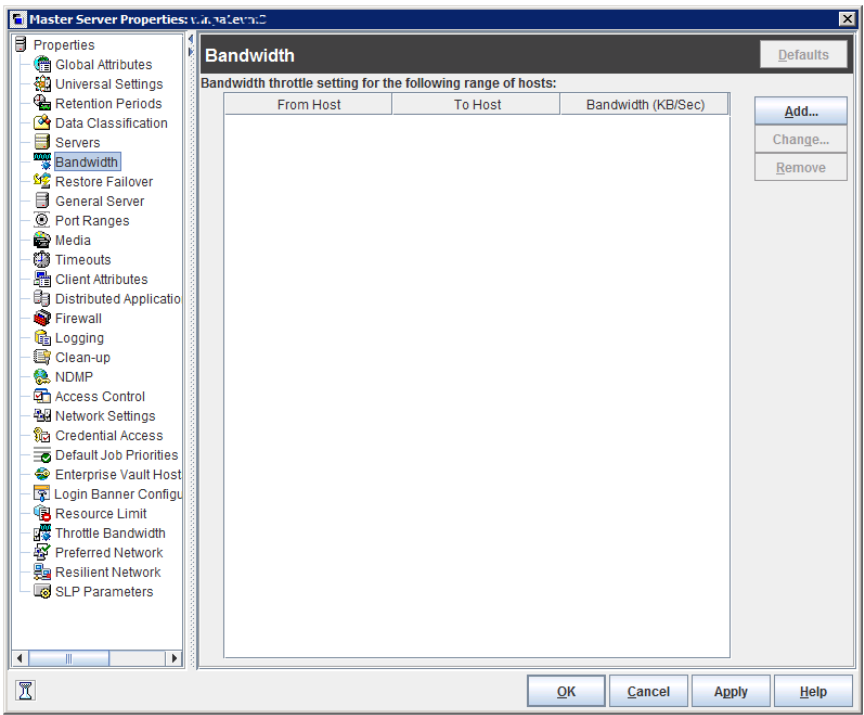 Master Server Properties:
Properties
Global Attributes
Universal Settings
Retention Periods
Data Classification
Servers
Bandwidth
Restore Failover
General Server
Port Ranges
Media
Timeouts
Client Attributes
Distributed Applicatio
Firewall
Logging
Clean-up
NDMP
Access Control
Network Settings
Credential Access
Default Job Priorities
Enterprise Vault Host
Login Banner Configu
Resource Limit
Throttle Bandwidth
Preferred Network
Resilient Network
SLP Parameters
Bandwidth
Defaults
Bandwidth throttle setting for the following range of hosts:
From Host To Host Bandwidth (KB/Sec)
Add...
Change...
Remove
OK Cancel Apply Help